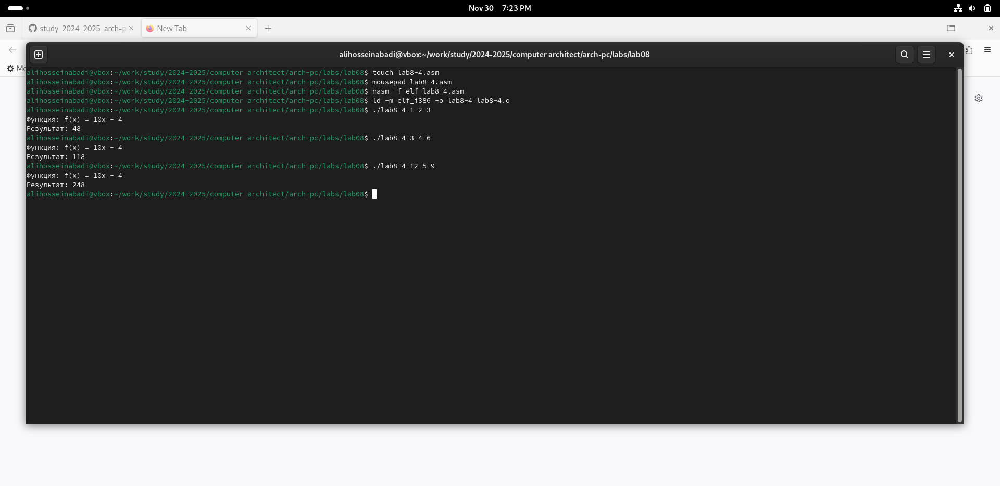 Nov 30 7:23 PM
study_2024_2025_arch-p
New Tab
alihosseinabadi@vbox:~/work/study/2024-2025/computer architect/arch-pc/labs/lab08
alihosseinabadi@vbox:~/work/study/2024-2025/computer architect/arch-pc/labs/lab08$ touch lab8-4.asm
alihosseinabadi@vbox:~/work/study/2024-2025/computer architect/arch-pc/labs/lab08$ mousepad lab8-4.asm
alihosseinabadi@vbox:~/work/study/2024-2025/computer architect/arch-pc/labs/lab08$ nasm -f elf lab8-4.asm
alihosseinabadi@vbox:~/work/study/2024-2025/computer architect/arch-pc/labs/lab08$ ld -m elf_i386 -o lab8-4 lab8-4.o
alihosseinabadi@vbox:~/work/study/2024-2025/computer architect/arch-pc/labs/lab08$ ./lab8-4 1 2 3
Функция: f(x) = 10x - 4
Результат: 48
alihosseinabadi@vbox:~/work/study/2024-2025/computer architect/arch-pc/labs/lab08$ ./lab8-4 3 4 6
Функция: f(x) = 10x - 4
Результат: 118
alihosseinabadi@vbox:~/work/study/2024-2025/computer architect/arch-pc/labs/lab08$ ./lab8-4 12 5 9
Функция: f(x) = 10x - 4
Результат: 248
alihosseinabadi@vbox:~/work/study/2024-2025/computer architect/arch-pc/labs/lab08$